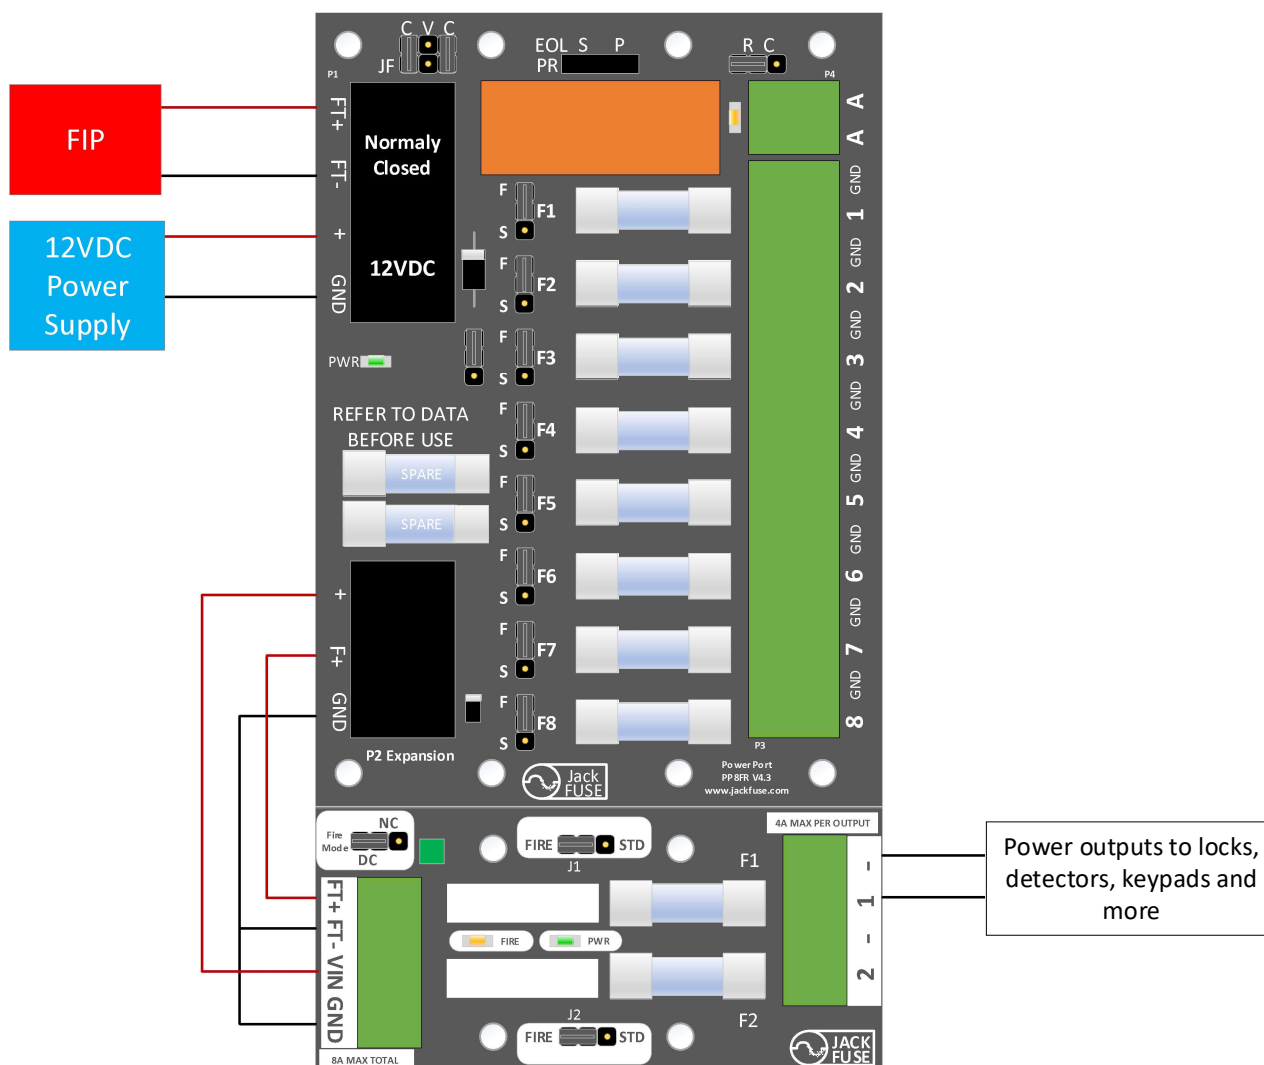 C V C
JF
P1
EOL S P
PR
R C
P4
FIP
FT+
FT-
+
GND
Normaly
Closed
12VDC
12VDC
Power
Supply
A
A
GND
1
GND
2
GND
3
GND
4
GND
5
GND
6
GND
7
GND
8
F
S
F1
F
S
F2
F
S
F3
F
S
F4
F
S
F5
F
S
F6
F
S
F7
F
S
F8
PWR
REFER TO DATA
BEFORE USE
SPARE
SPARE
+
F+
GND
P2 Expansion
Jack
FUSE
P3
PowerPort
PP8FR V4.3
www.jackfuse.com
NC
Fire
Mode
DC
FIRE STD
J1
4A MAX PER OUTPUT
F1
FT+ FT- VIN GND
FIRE
PWR
- 1 - 2
J2
FIRE STD
F2
8A MAX TOTAL
JACK
FUSE
Power outputs to locks,
detectors, keypads and
more